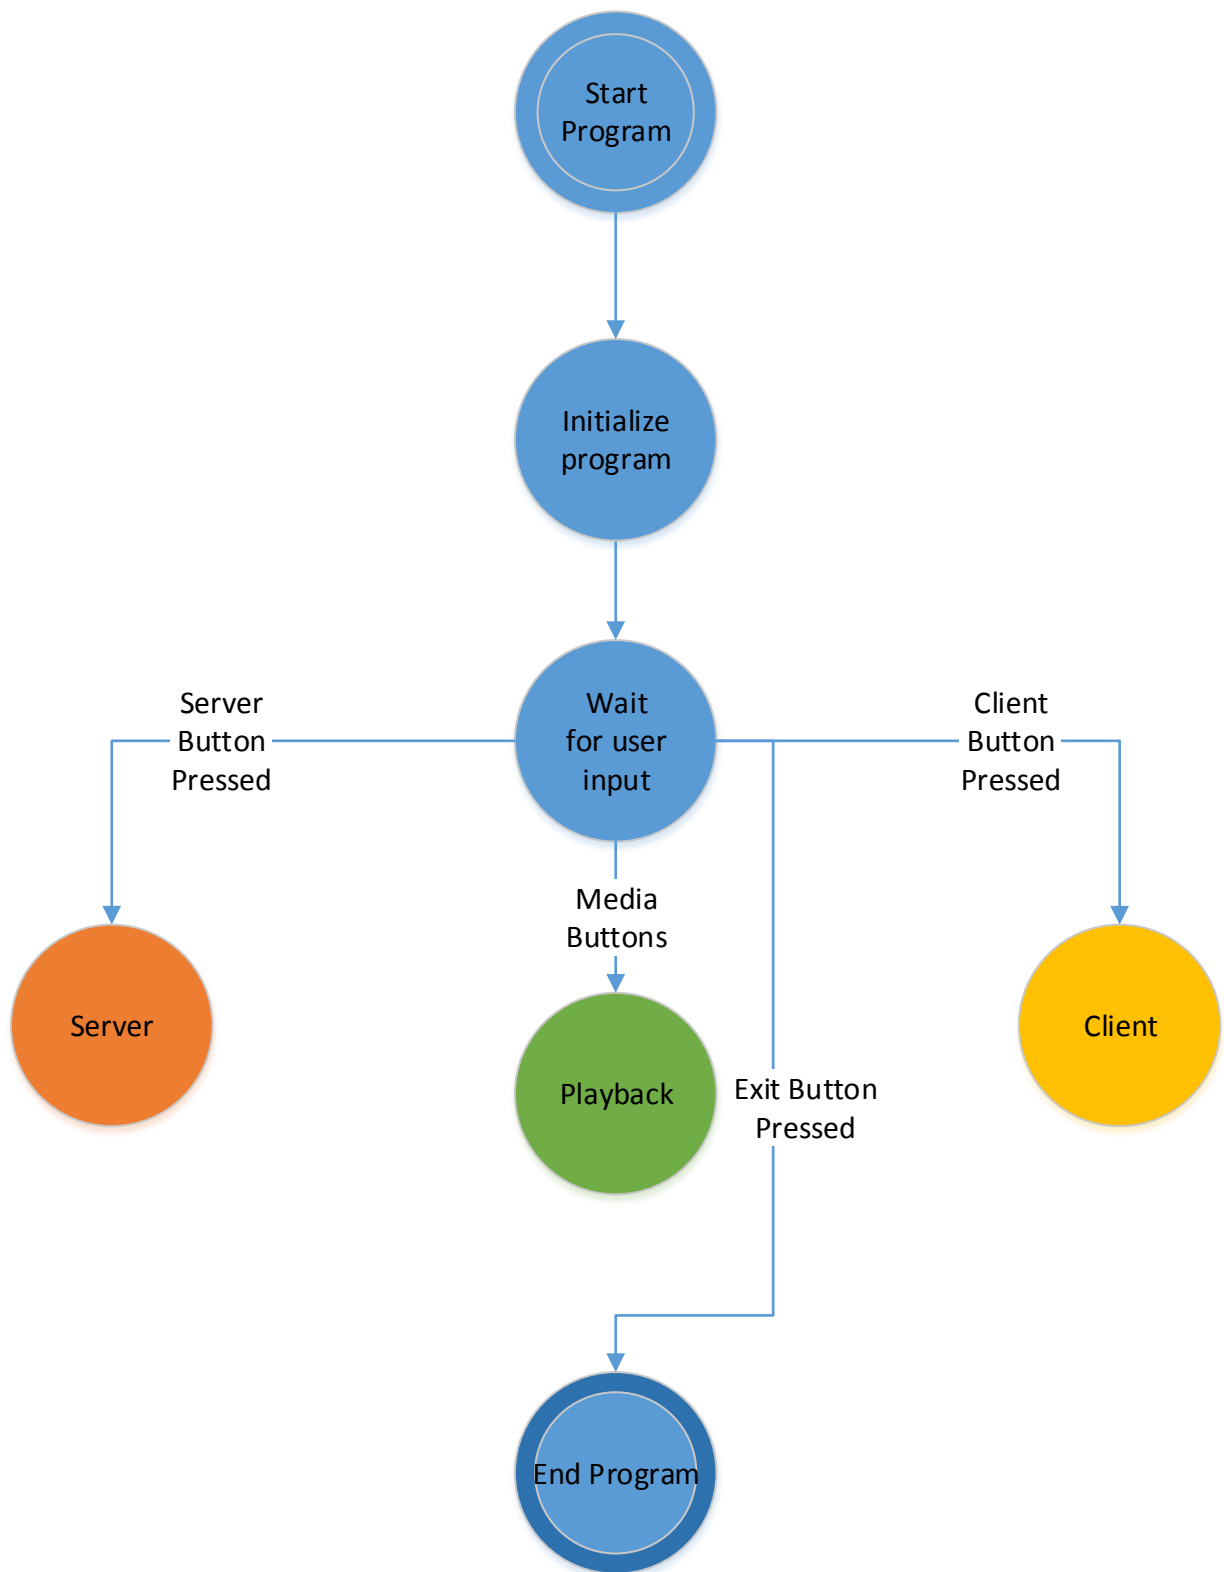 Start
Program
Initialize
program
Server
Button
Pressed
Wait
for user
input
Client
Button
Pressed
Media
Buttons
Server
Playback
Client
Exit Button
Pressed
End Program